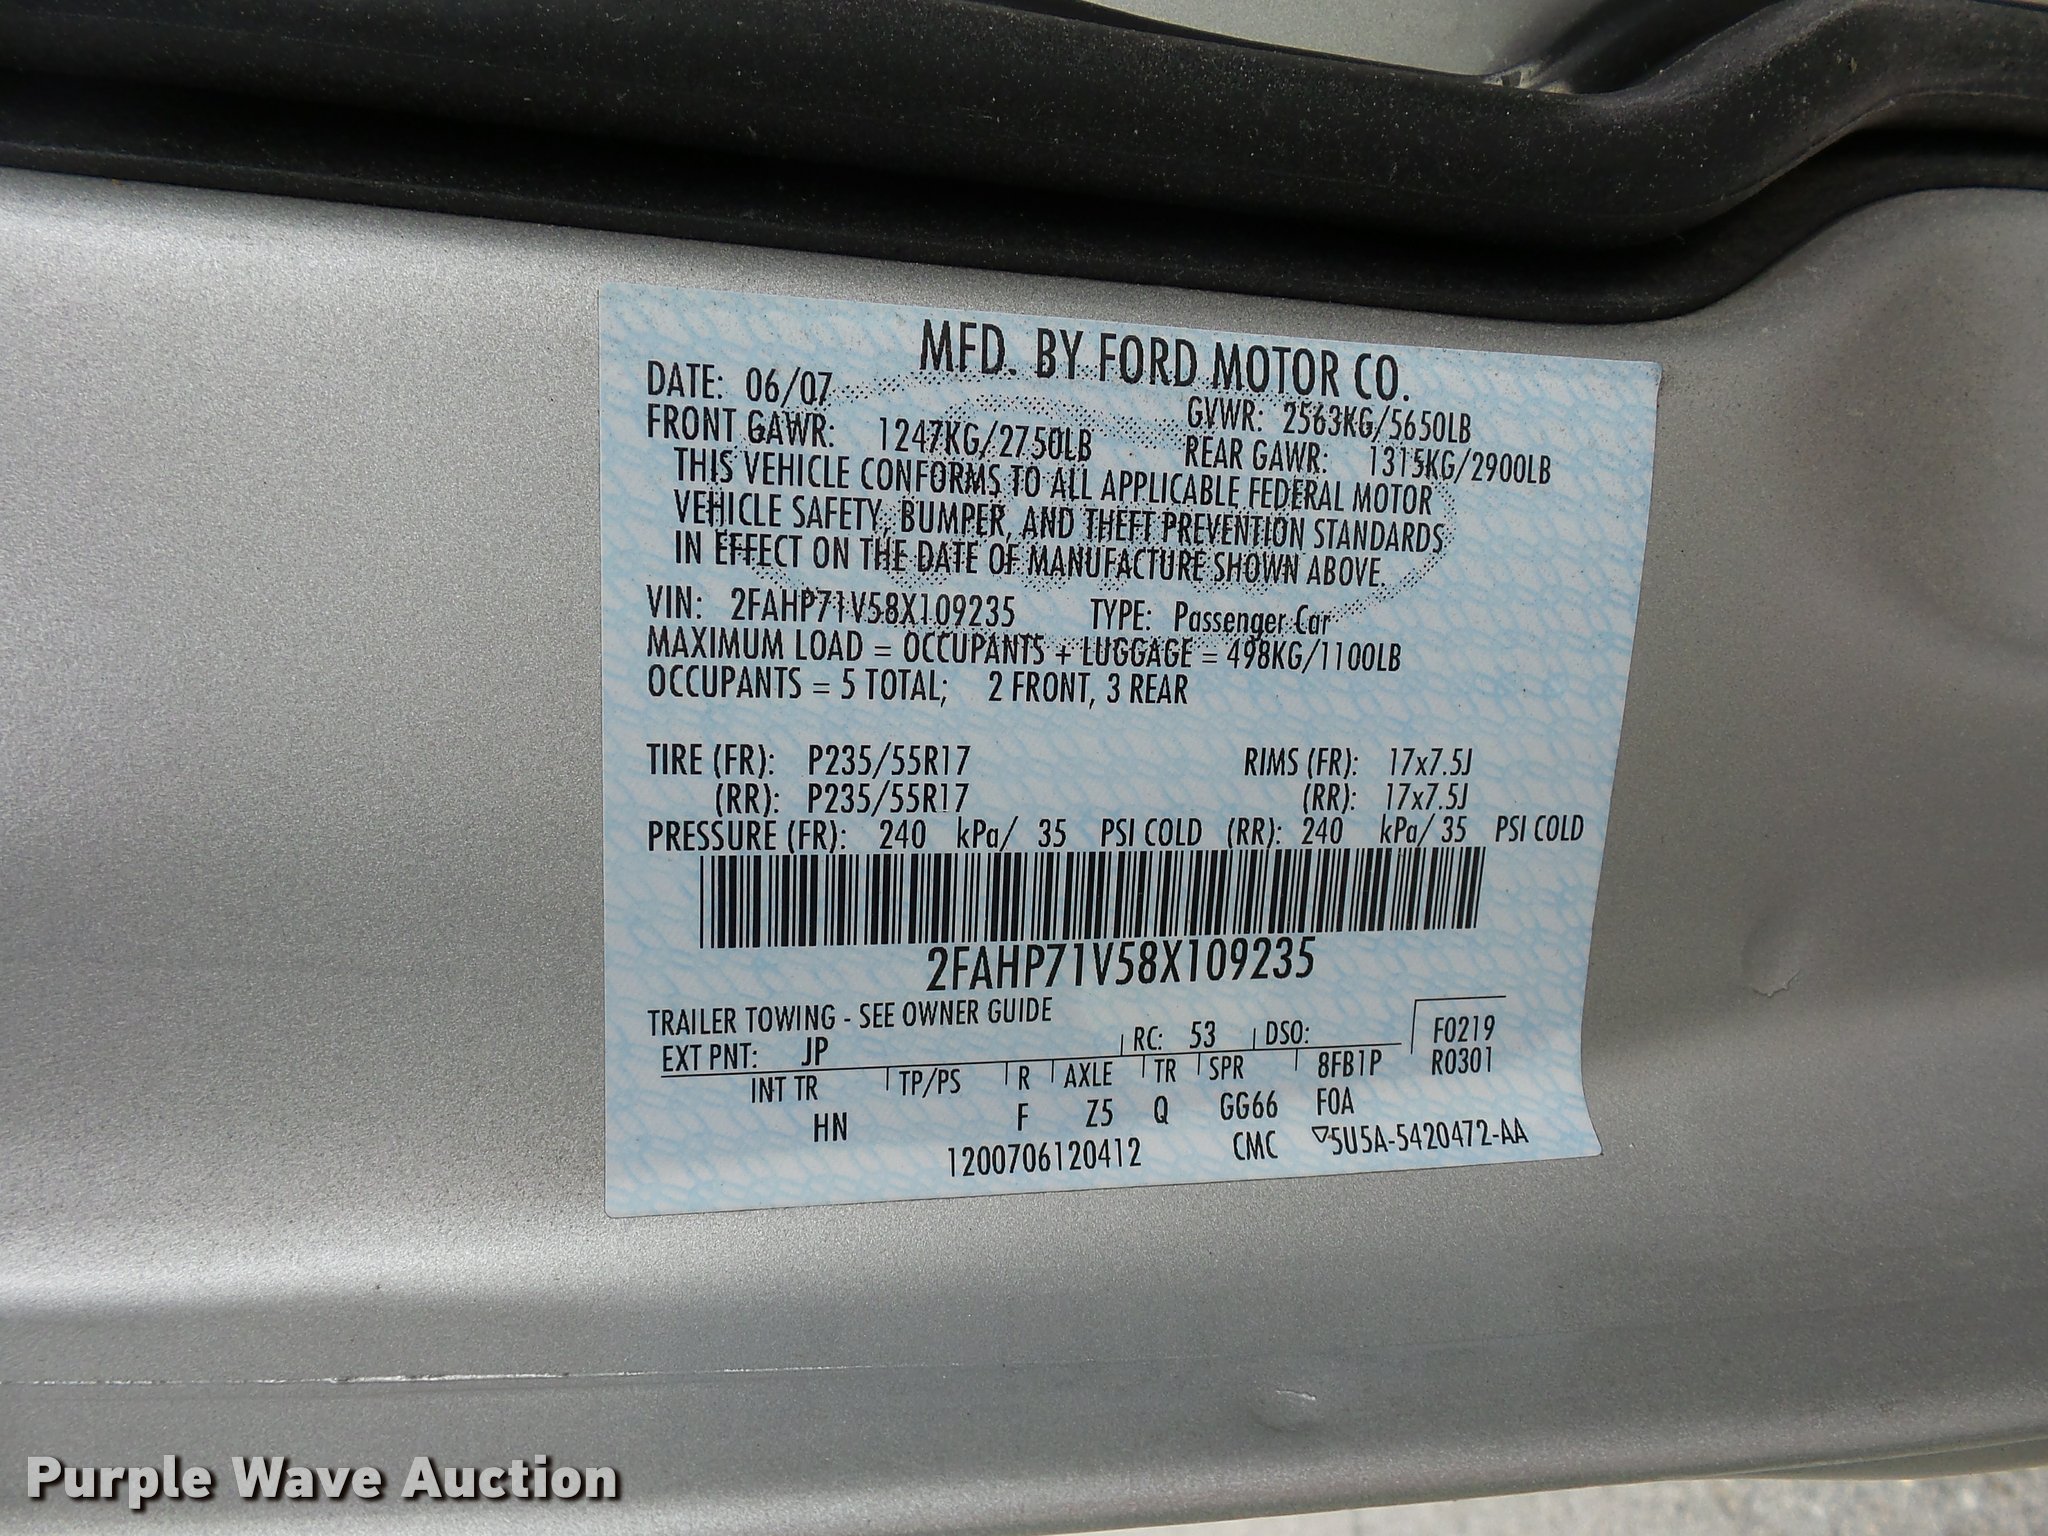 MFD. BY FORD MOTOR CO.
DATE: 06/07
GVWR: 2563KG/5650LB
FRONT GAWR: 1247KG/2750LB
REAR GAWR: 1315KG/2900LB
THIS VEHICLE CONFORMS TO ALL APPLICABLE FEDERAL MOTOR
VEHICLE SAFETY, BUMPER, AND THEFT PREVENTION STANDARDS
IN EFFECT ON THE DATE OF MANUFACTURE SHOWN ABOVE.
VIN: 2FAHP71V58X109235 TYPE: Passenger Car
MAXIMUM LOAD = OCCUPANTS + LUGGAGE = 498KG/1100LB
OCCUPANTS = 5 TOTAL; 2 FRONT, 3 REAR
TIRE (FR): P235/55R17 RIMS (FR): 17x7.5J
(RR): P235/55R17 (RR): 17x7.5J
PRESSURE (FR): 240 kPa/ 35 PSI COLD (RR): 240 kPa/ 35 PSI COLD
2FAHP71V58X109235
TRAILER TOWING - SEE OWNER GUIDE
EXT PNT: JP RC: 53 DSO: F0219
INT TR TP/PS R AXLE TR SPR 8FB1P R0301
HN F Z5 Q GG66 FOA
1200706120412 CMC ▽5U5A-5420472-AA
Purple Wave Auction